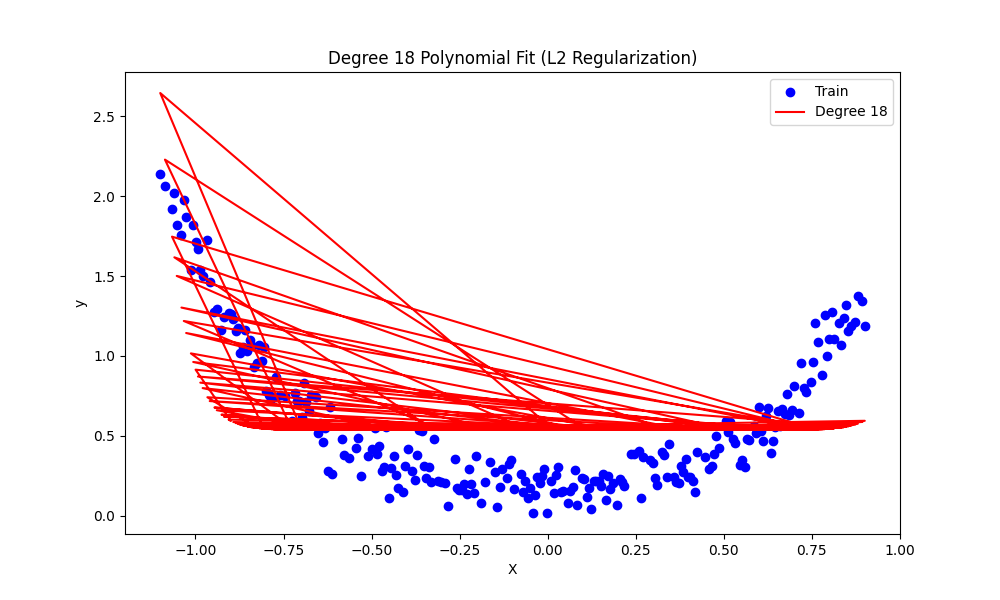 Degree 18 Polynomial Fit (L2 Regularization)
Train
Degree 18
2.5
2.0
1.5
1.0
0.5
0.0
y
−1.00 −0.75 −0.50 −0.25 0.00 0.25 0.50 0.75 1.00
X